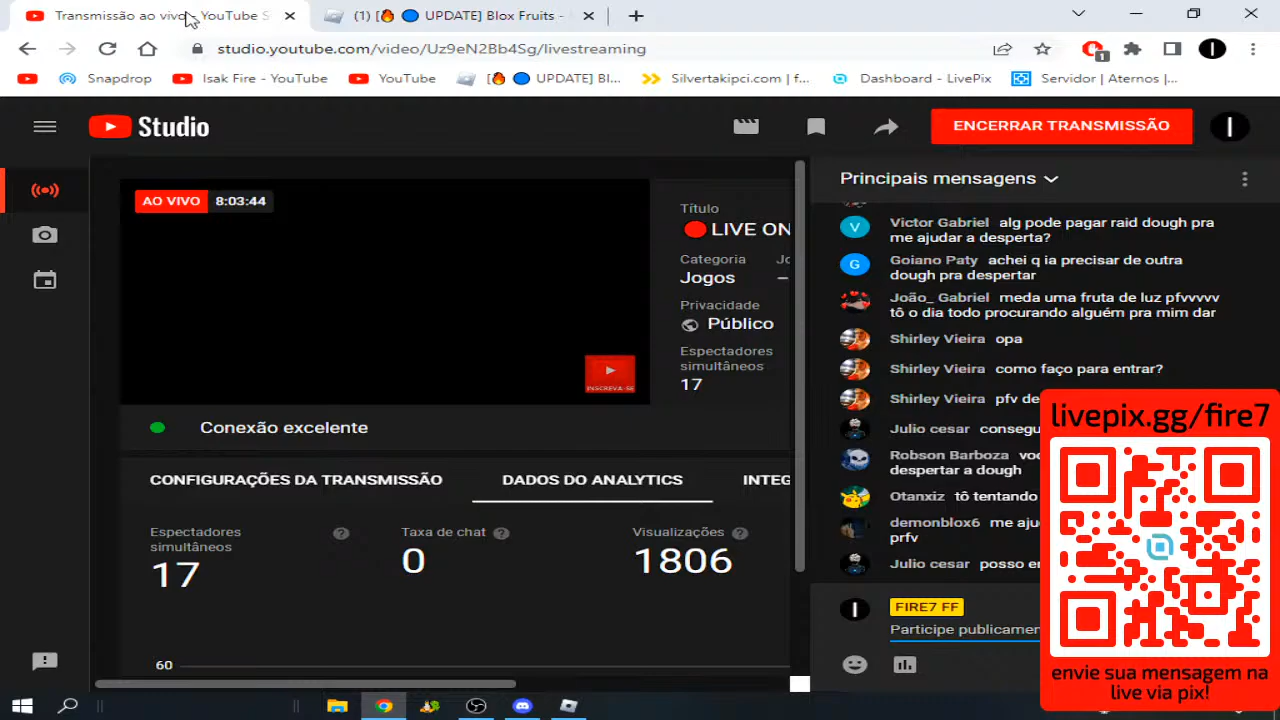 Transmissão ao vivo - YouTube S
(1) [🔥 🔵 UPDATE] Blox Fruits -
studio.youtube.com/video/Uz9eN2Bb4Sg/livestreaming
1
Snapdrop
Isak Fire - YouTube
YouTube
[🔥 🔵 UPDATE] Bl...
Silvertakipci.com | f...
Dashboard - LivePix
Servidor | Aternos |...
Studio
ENCERRAR TRANSMISSÃO
AO VIVO 8:03:44
INSCREVA-SE
Título
LIVE ON
Categoria
Jogos
Privacidade
Público
Espectadores
simultâneos
17
Conexão excelente
CONFIGURAÇÕES DA TRANSMISSÃO
DADOS DO ANALYTICS
INTEG
Espectadores
simultâneos
17
Taxa de chat
0
Visualizações
1806
60
Principais mensagens
Victor Gabriel alg pode pagar raid dough pra
me ajudar a desperta?
Goiano Paty achei q ia precisar de outra
dough pra despertar
João_ Gabriel meda uma fruta de luz pfvvvvv
tô o dia todo procurando alguém pra mim dar
Shirley Vieira opa
Shirley Vieira como faço para entrar?
Shirley Vieira pfv de
Julio cesar consegu
Robson Barboza voc
despertar a dough
Otanxiz tô tentando
demonblox6 me aju
prfv
Julio cesar posso en
FIRE7 FF
Participe publicamen
livepix.gg/fire7
envie sua mensagem na
live via pix!